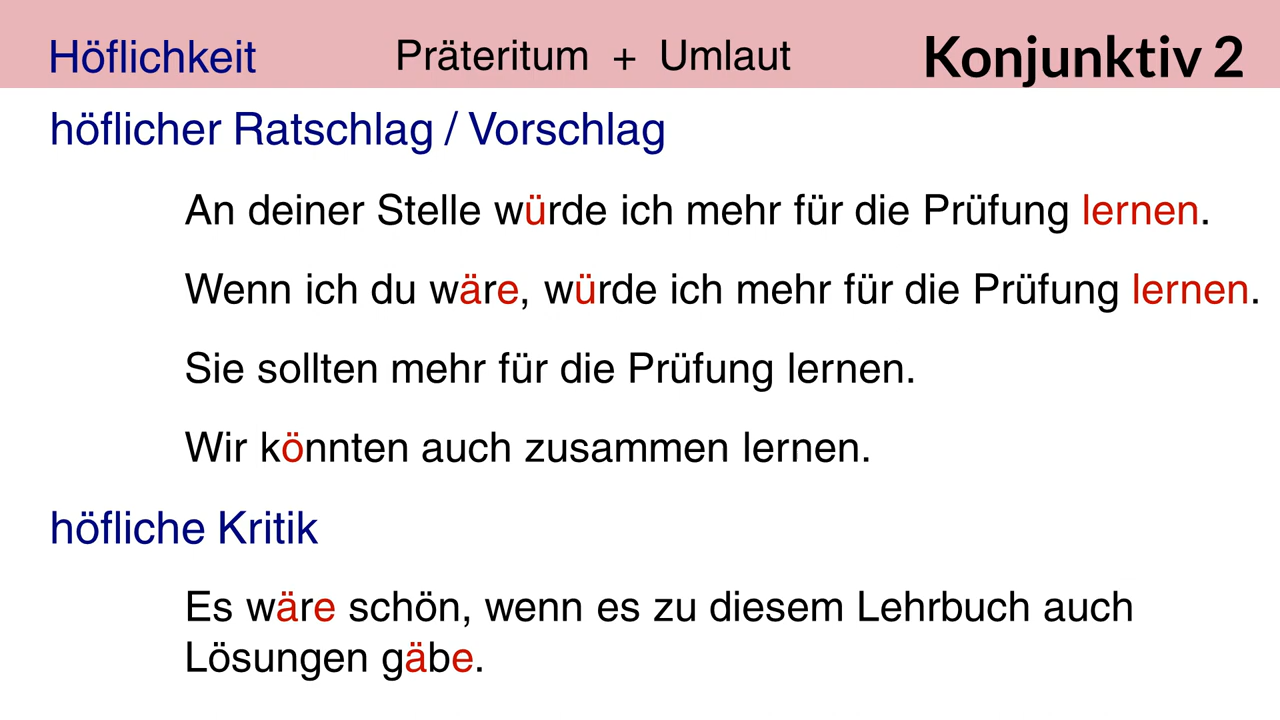 Höflichkeit Präteritum + Umlaut Konjunktiv 2
höflicher Ratschlag / Vorschlag
An deiner Stelle würde ich mehr für die Prüfung lernen.
Wenn ich du wäre, würde ich mehr für die Prüfung lernen.
Sie sollten mehr für die Prüfung lernen.
Wir könnten auch zusammen lernen.
höfliche Kritik
Es wäre schön, wenn es zu diesem Lehrbuch auch
Lösungen gäbe.